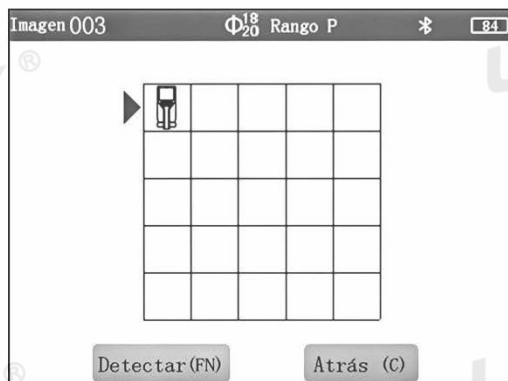 Imagen 003 Φ18/20 Rango P 84
Detectar(FN) Atrás (C)